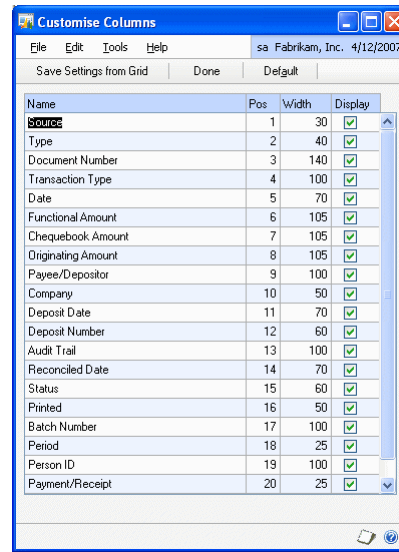 Customise Columns
File Edit Tools Help sa Fabrikam, Inc. 4/12/2007
Save Settings from Grid Done Default
Name Pos Width Display
Source 1 30
Type 2 40
Document Number 3 140
Transaction Type 4 100
Date 5 70
Functional Amount 6 105
Chequebook Amount 7 105
Originating Amount 8 105
Payee/Depositor 9 100
Company 10 50
Deposit Date 11 70
Deposit Number 12 60
Audit Trail 13 100
Reconciled Date 14 70
Status 15 60
Printed 16 50
Batch Number 17 100
Period 18 25
Person ID 19 100
Payment/Receipt 20 25